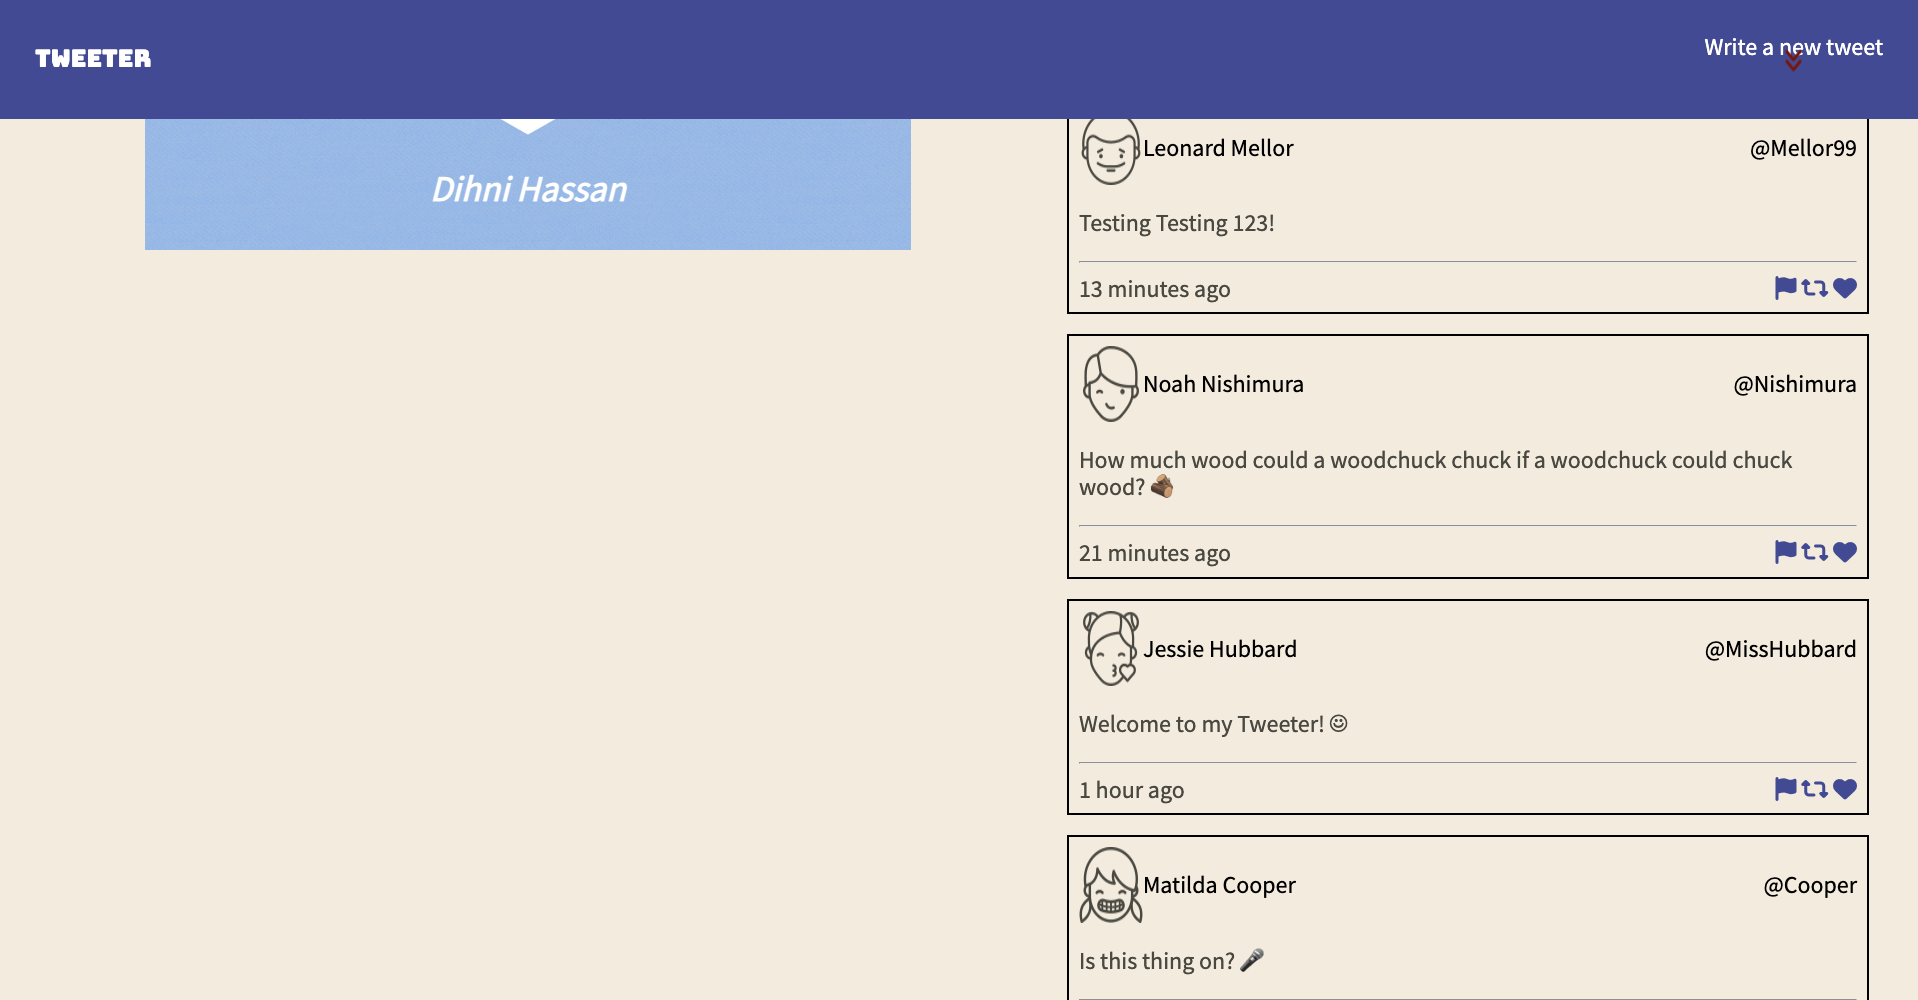 TWEETER
Write a new tweet
Dihni Hassan
Leonard Mellor
@Mellor99
Testing Testing 123!
13 minutes ago
Noah Nishimura
@Nishimura
How much wood could a woodchuck chuck if a woodchuck could chuck
wood? 🪵
21 minutes ago
Jessie Hubbard
@MissHubbard
Welcome to my Tweeter! ☺
1 hour ago
Matilda Cooper
@Cooper
Is this thing on? 🎤